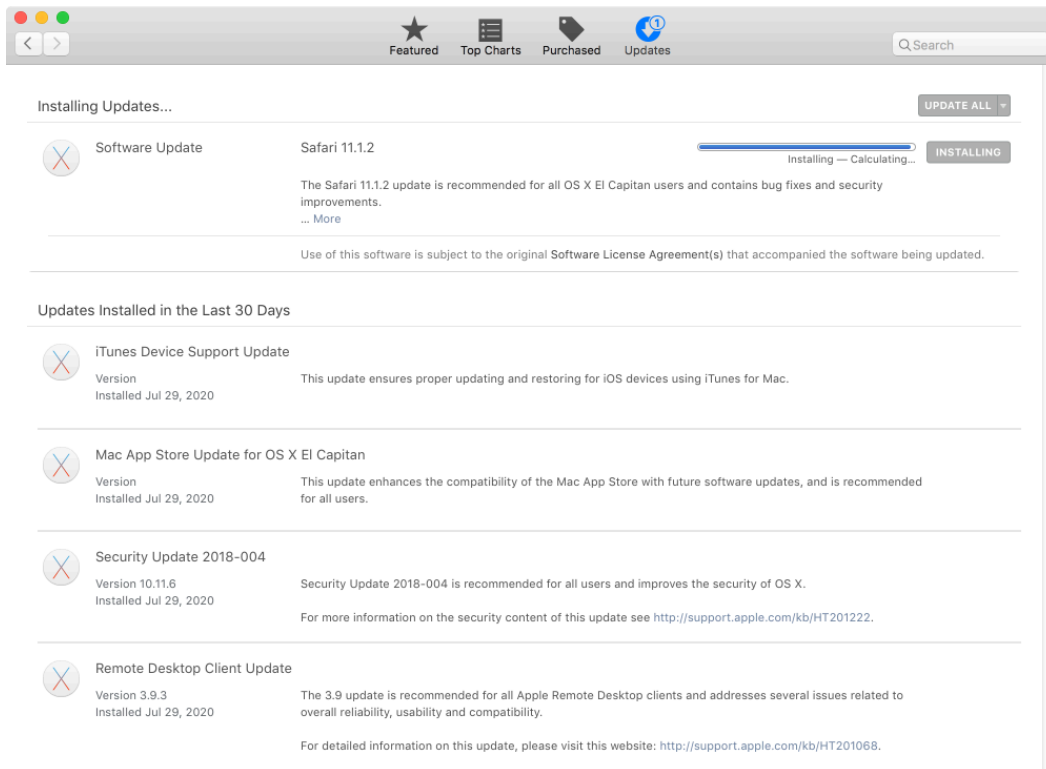 1
Featured
Top Charts
Purchased
Updates
Search
Installing Updates...
UPDATE ALL
Software Update
Safari 11.1.2
Installing — Calculating...
INSTALLING
The Safari 11.1.2 update is recommended for all OS X El Capitan users and contains bug fixes and security
improvements.
... More
Use of this software is subject to the original Software License Agreement(s) that accompanied the software being updated.
Updates Installed in the Last 30 Days
iTunes Device Support Update
Version
Installed Jul 29, 2020
This update ensures proper updating and restoring for iOS devices using iTunes for Mac.
Mac App Store Update for OS X El Capitan
Version
Installed Jul 29, 2020
This update enhances the compatibility of the Mac App Store with future software updates, and is recommended
for all users.
Security Update 2018-004
Version 10.11.6
Installed Jul 29, 2020
Security Update 2018-004 is recommended for all users and improves the security of OS X.
For more information on the security content of this update see http://support.apple.com/kb/HT201222.
Remote Desktop Client Update
Version 3.9.3
Installed Jul 29, 2020
The 3.9 update is recommended for all Apple Remote Desktop clients and addresses several issues related to
overall reliability, usability and compatibility.
For detailed information on this update, please visit this website: http://support.apple.com/kb/HT201068.